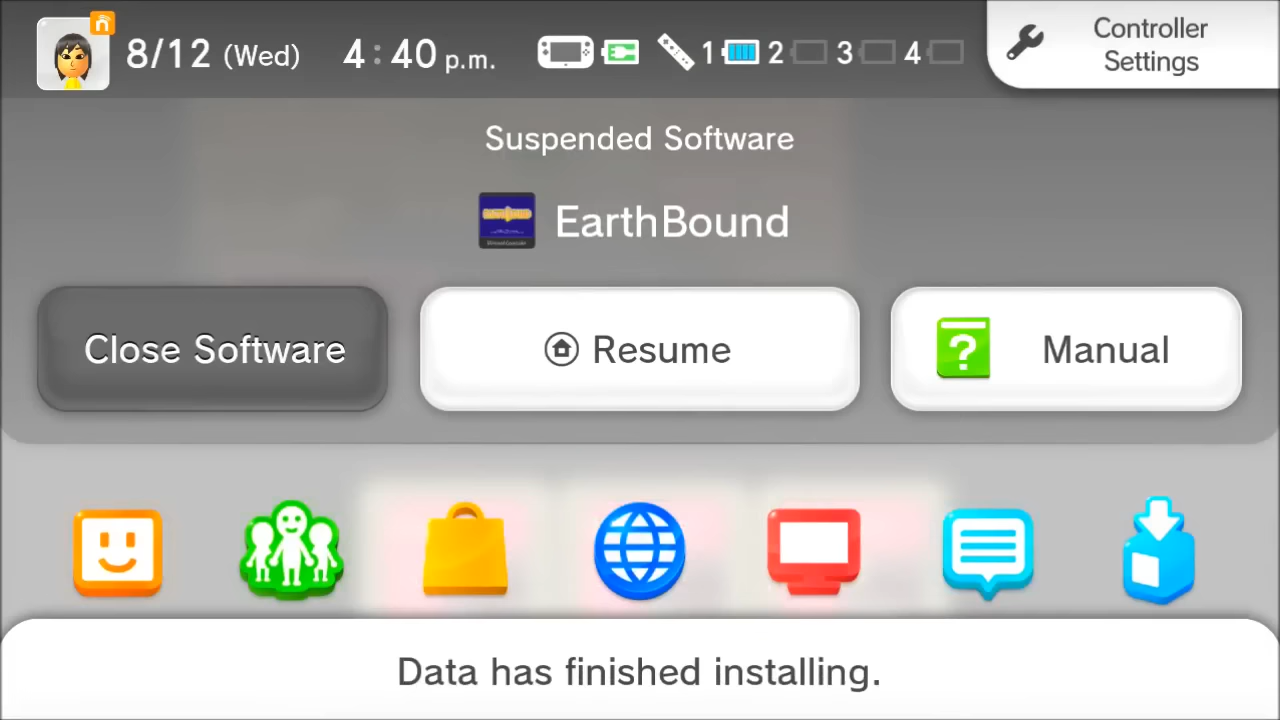 8/12 (Wed) 4:40 p.m. 1 2 3 4
Controller
Settings
Suspended Software
EarthBound
Close Software
Resume
Manual
Data has finished installing.